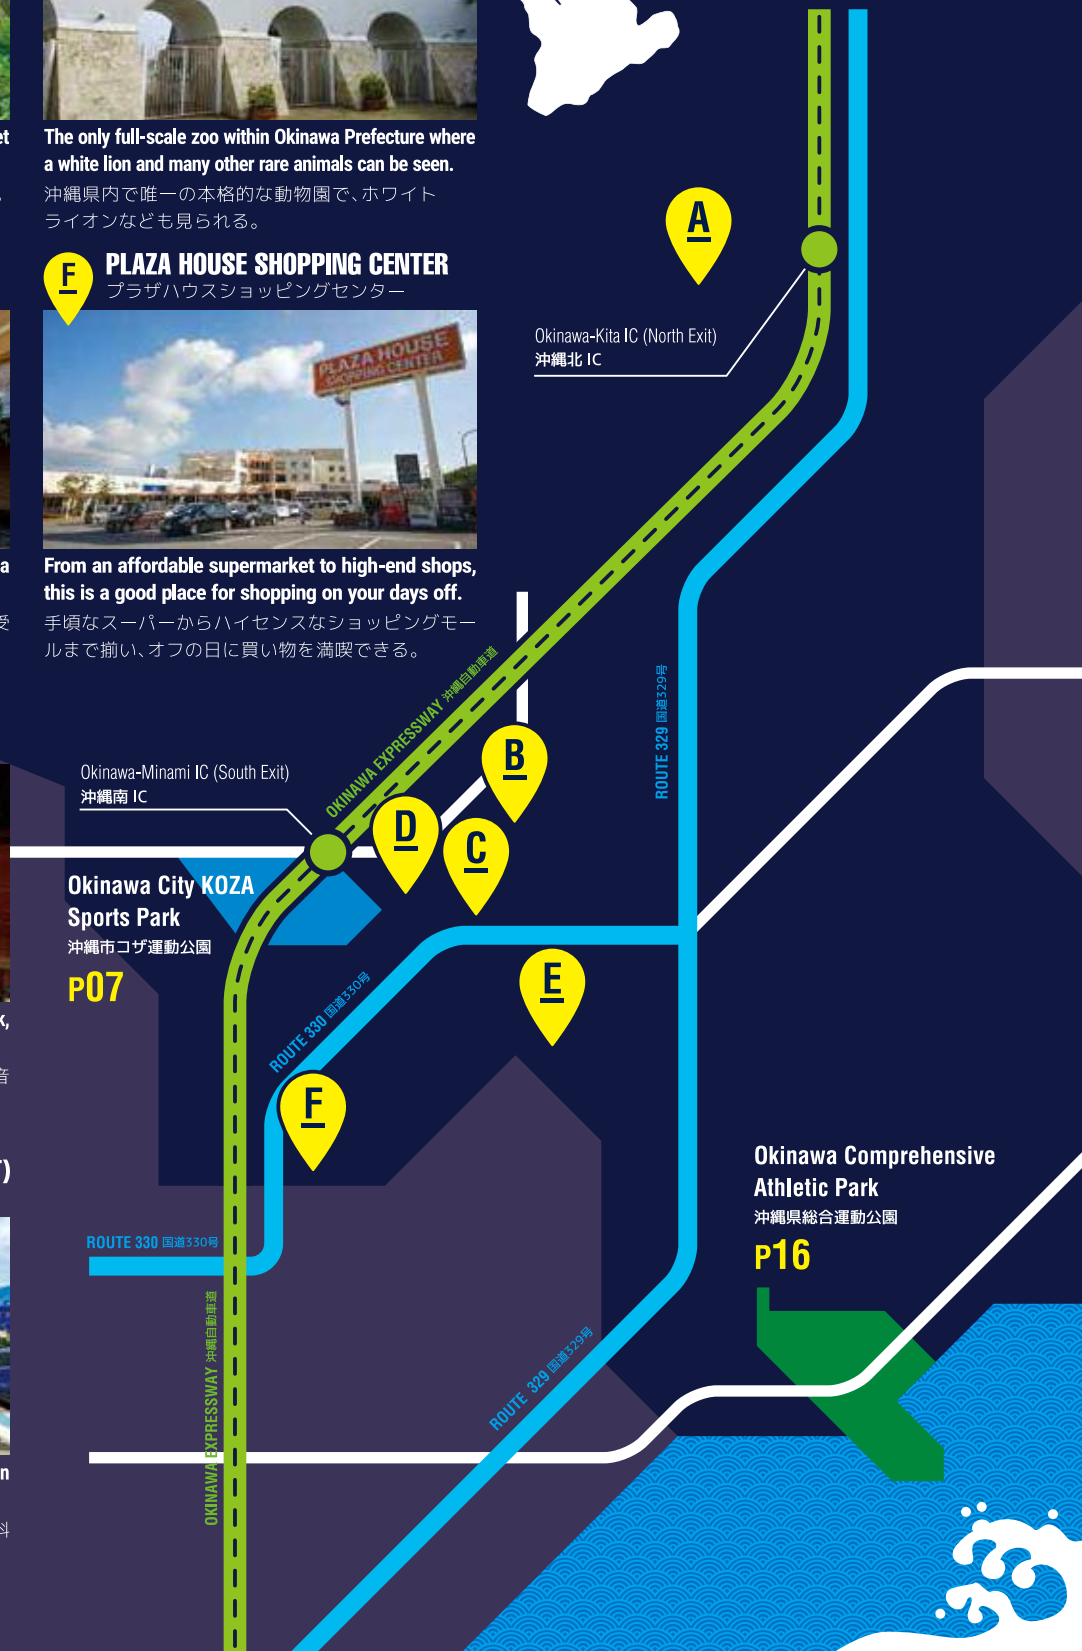 et
The only full-scale zoo within Okinawa Prefecture where
a white lion and many other rare animals can be seen.
沖縄県内で唯一の本格的な動物園で、ホワイト
ライオンなども見られる。
F
PLAZA HOUSE SHOPPING CENTER
プラザハウスショッピングセンター
PLAZA HOUSE
SHOPPING CENTER
a
From an affordable supermarket to high-end shops,
this is a good place for shopping on your days off.
受
手頃なスーパーからハイセンスなショッピングモー
ルまで揃い、オフの日に買い物を満喫できる。
A
Okinawa-Kita IC (North Exit)
沖縄北 IC
OKINAWA EXPRESSWAY 沖縄自動車道
ROUTE 329 国道329号
B
Okinawa-Minami IC (South Exit)
沖縄南 IC
D
C
Okinawa City KOZA
Sports Park
沖縄市コザ運動公園
P07
E
k,
音
ROUTE 330 国道330号
F
T)
Okinawa Comprehensive
Athletic Park
沖縄県総合運動公園
P16
ROUTE 330 国道330号
OKINAWA EXPRESSWAY 沖縄自動車道
ROUTE 329 国道329号
n
料